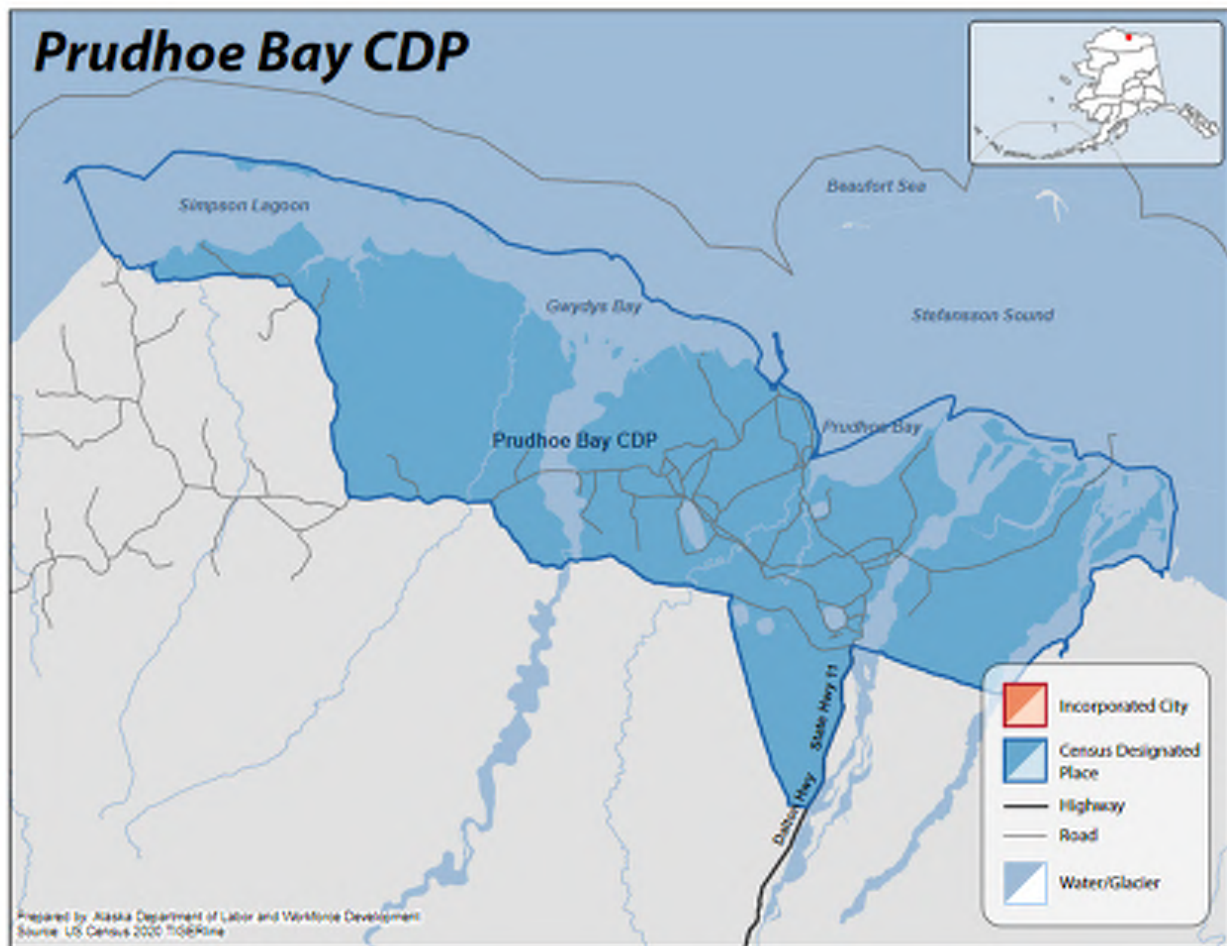 Prudhoe Bay CDP
Beaufort Sea
Simpson Lagoon
Gwydyr Bay
Stefansson Sound
Prudhoe Bay
Prudhoe Bay CDP
State Hwy 11
Dalton Hwy
Incorporated City
Census Designated
Place
Highway
Road
Water/Glacier
Prepared by: Alaska Department of Labor and Workforce Development
Source: US Census 2020 TIGERline